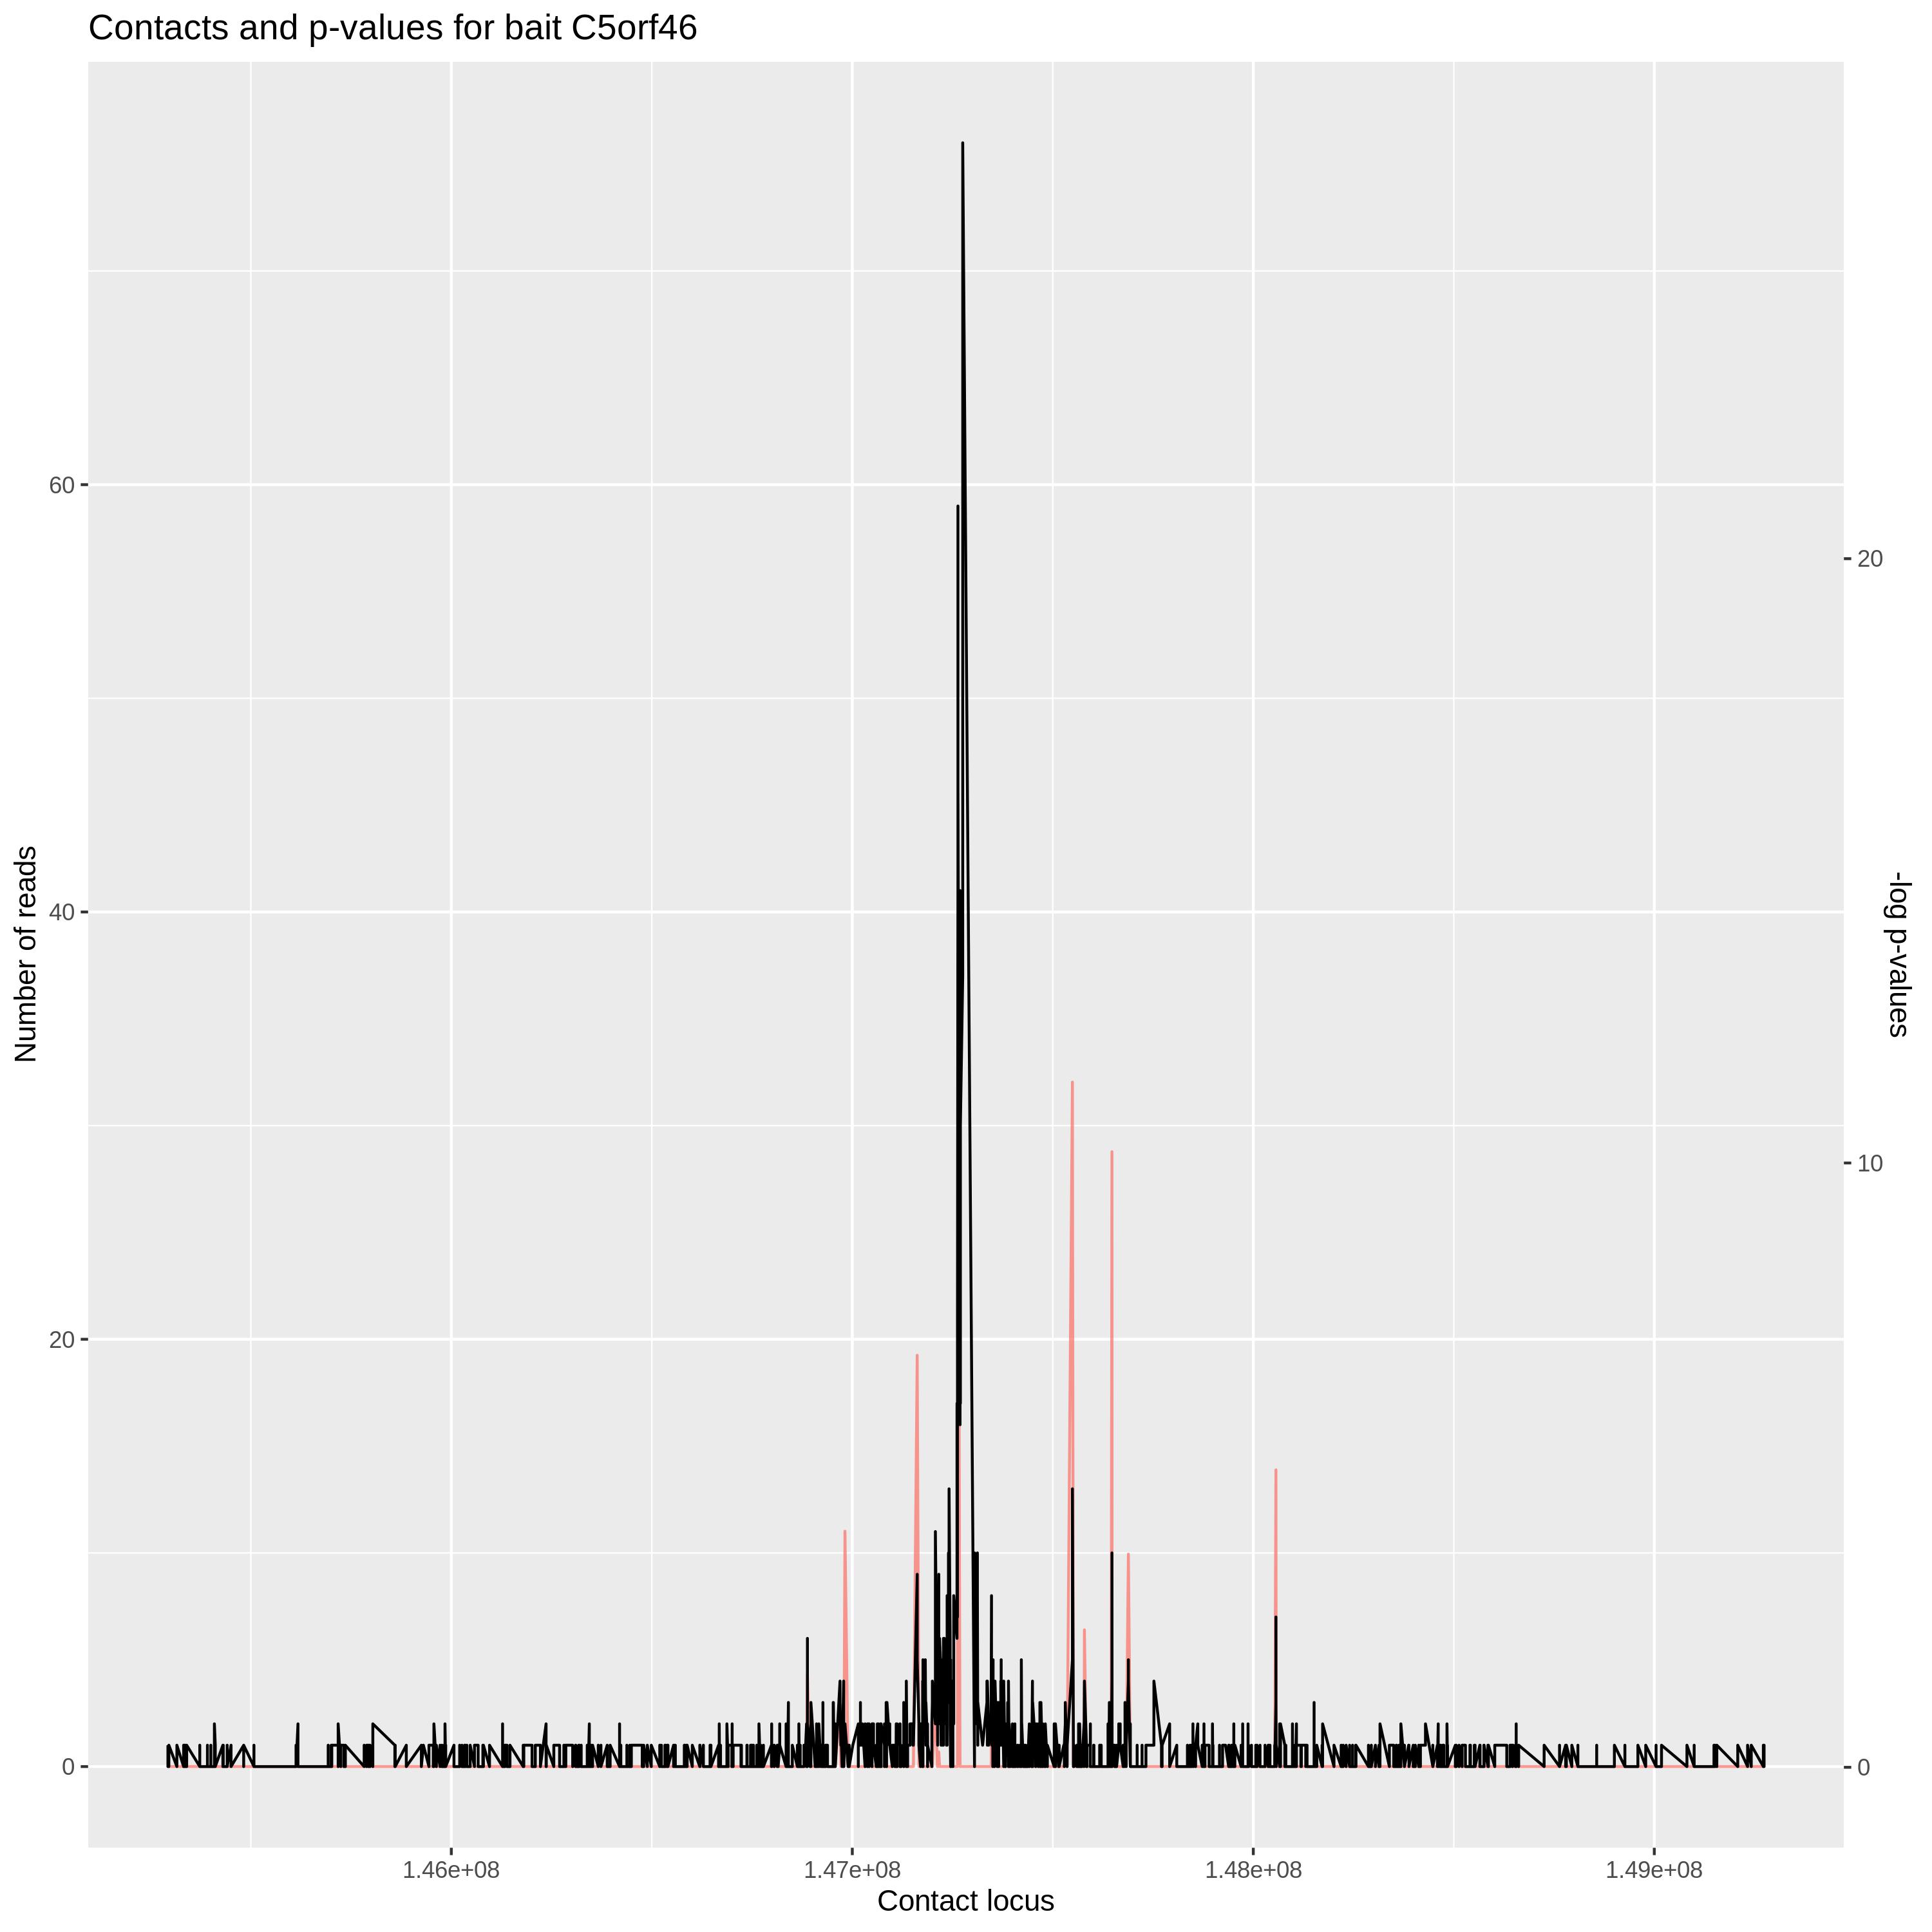 Contacts and p-values for bait C5orf46
60
40
20
0
20
10
0
Number of reads
-log p-values
1.46e+08
1.47e+08
1.48e+08
1.49e+08
Contact locus